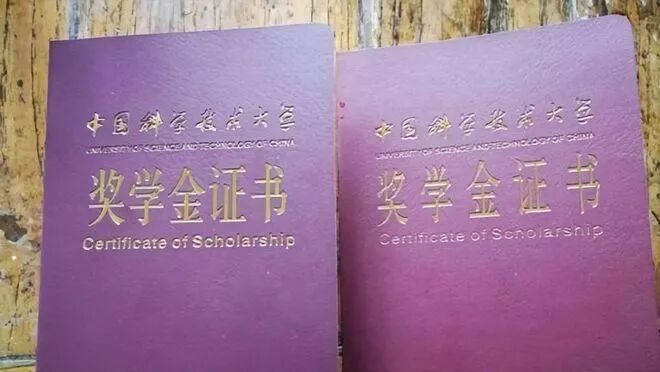 中国科学技术大学
UNIVERSITY OF SCIENCE AND TECHNOLOGY OF CHINA
奖学金证书
Certificate of Scholarship
中国科学技术大学
UNIVERSITY OF SCIENCE AND TECHNOLOGY OF CHINA
奖学金证书
Certificate of Scholarship